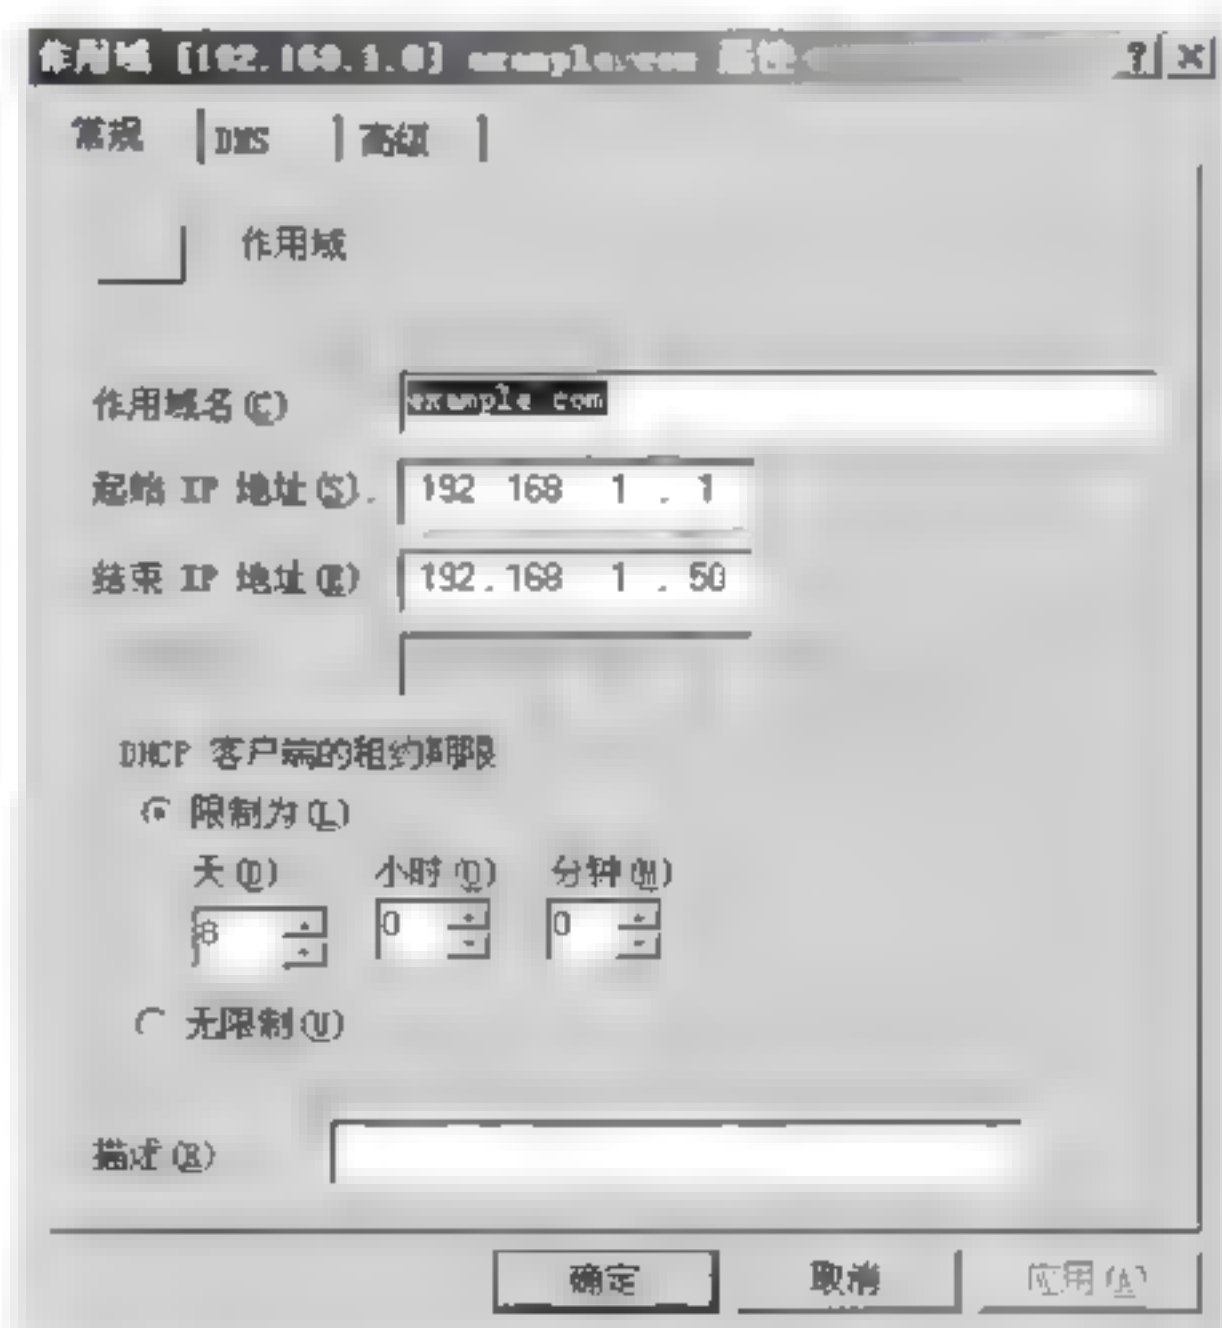 作用域 [192.168.1.0] example.com 属性 ? ×
常规 DNS 高级
作用域
作用域名(C) example com
起始 IP 地址(S). 192 168 1 . 1
结束 IP 地址(E) 192.168 1 . 50
DHCP 客户端的租约期限
限制为(L)
天(D) 小时(O) 分钟(M)
8 0 0
无限制(U)
描述(R)
确定 取消 应用(A)